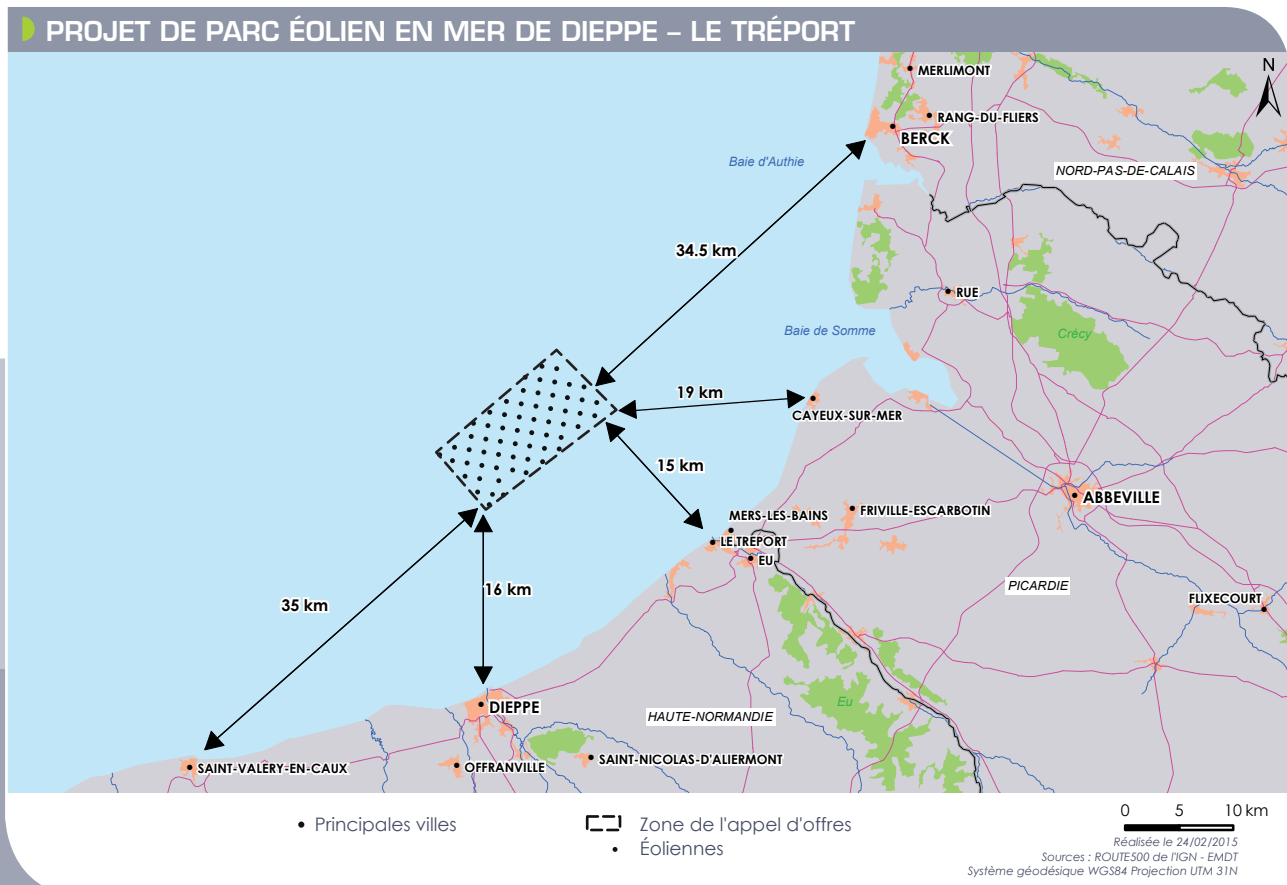 PROJET DE PARC ÉOLIEN EN MER DE DIEPPE – LE TRÉPORT
N
MERLIMONT
RANG-DU-FLIERS
BERCK
Baie d'Authie
NORD-PAS-DE-CALAIS
34.5 km
RUE
Baie de Somme
Crécy
19 km
CAYEUX-SUR-MER
15 km
ABBEVILLE
MERS-LES-BAINS
FRIVILLE-ESCARBOTIN
LE TRÉPORT
EU
16 km
PICARDIE
FLIXECOURT
35 km
Eu
DIEPPE
HAUTE-NORMANDIE
SAINT-VALÉRY-EN-CAUX
OFFRANVILLE
SAINT-NICOLAS-D'ALIERMONT
Principales villes
Zone de l'appel d'offres
Éoliennes
0 5 10 km
Réalisée le 24/02/2015
Sources : ROUTE500 de l'IGN - EMDT
Système géodésique WGS84 Projection UTM 31N